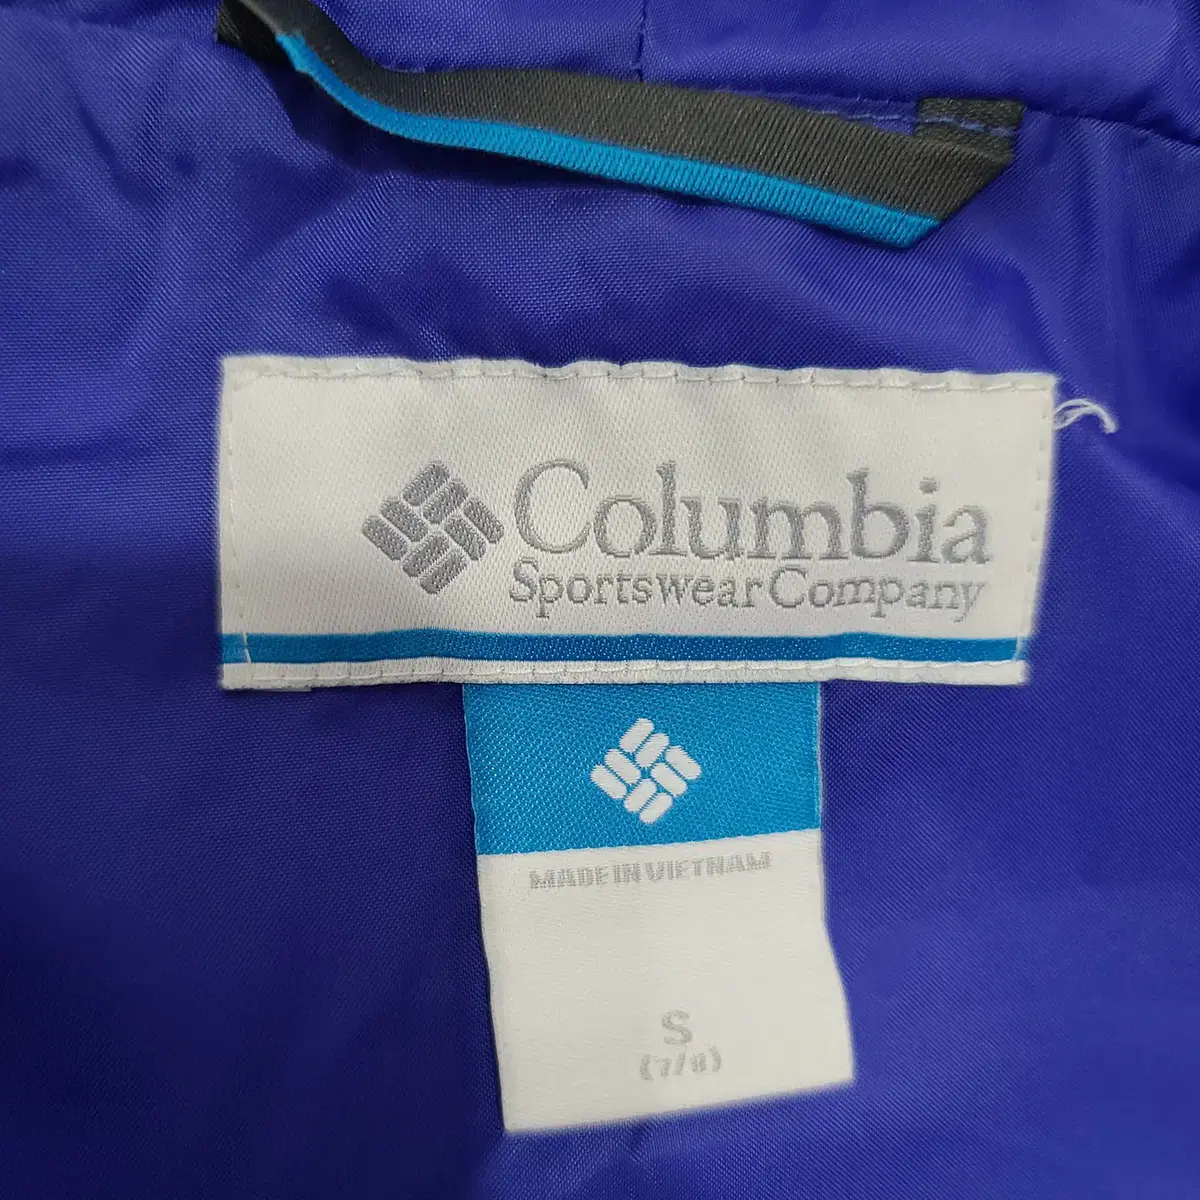 Columbia
Sportswear Company
MADE IN VIETNAM
S
(7/8)